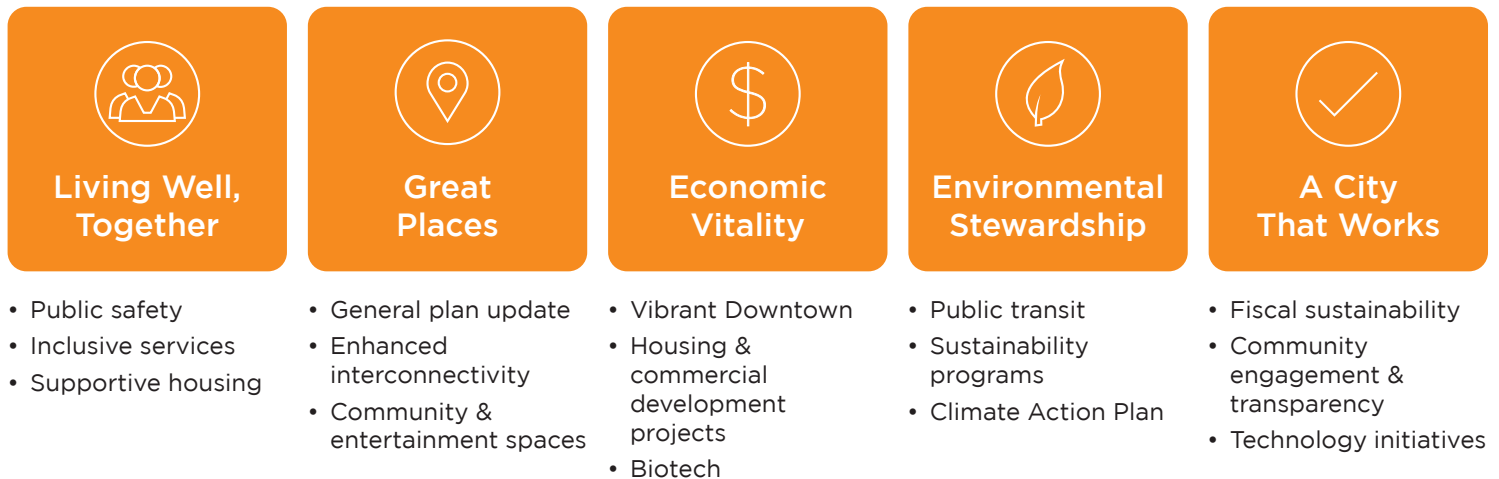 Living Well,
Together
• Public safety
• Inclusive services
• Supportive housing
Great
Places
• General plan update
• Enhanced
interconnectivity
• Community &
entertainment spaces
$
Economic
Vitality
• Vibrant Downtown
• Housing &
commercial
development
projects
• Biotech
Environmental
Stewardship
• Public transit
• Sustainability
programs
• Climate Action Plan
A City
That Works
• Fiscal sustainability
• Community
engagement &
transparency
• Technology initiatives